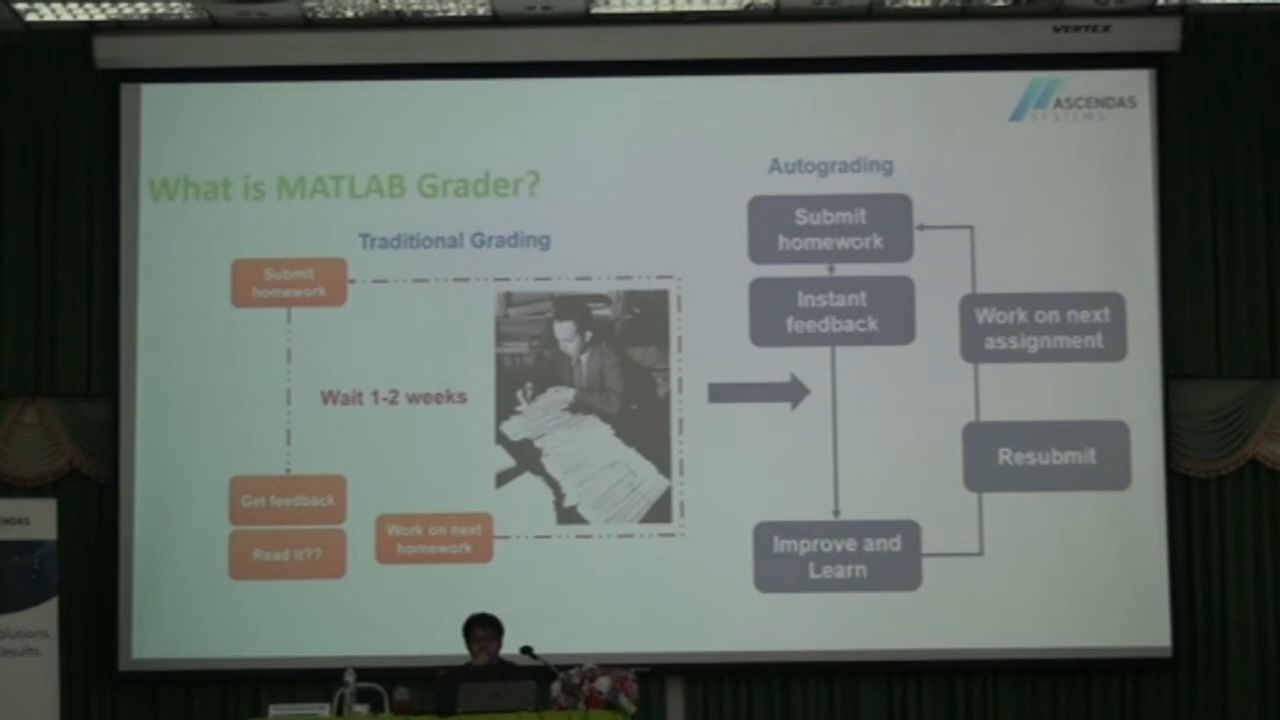 VERTEX
ASCENDAS
SYSTEMS
What is MATLAB Grader?
Traditional Grading
Submit
homework
Wait 1-2 weeks
Get feedback
Read it??
Work on next
homework
Autograding
Submit
homework
Instant
feedback
Work on next
assignment
Resubmit
Improve and
Learn